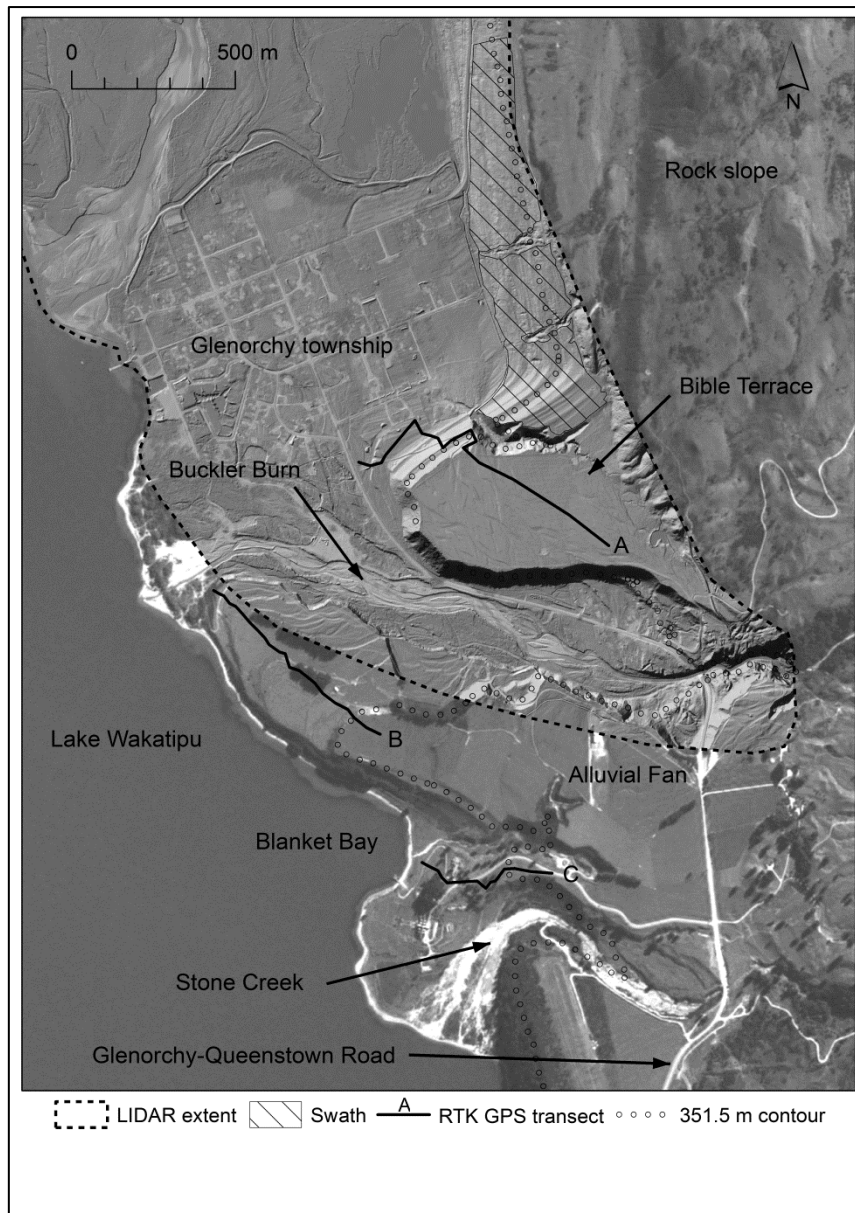 0 500 m
N
Rock slope
Glenorchy township
Bible Terrace
Buckler Burn
A
B
Lake Wakatipu
Alluvial Fan
Blanket Bay
C
Stone Creek
Glenorchy-Queenstown Road
LIDAR extent Swath A RTK GPS transect 351.5 m contour